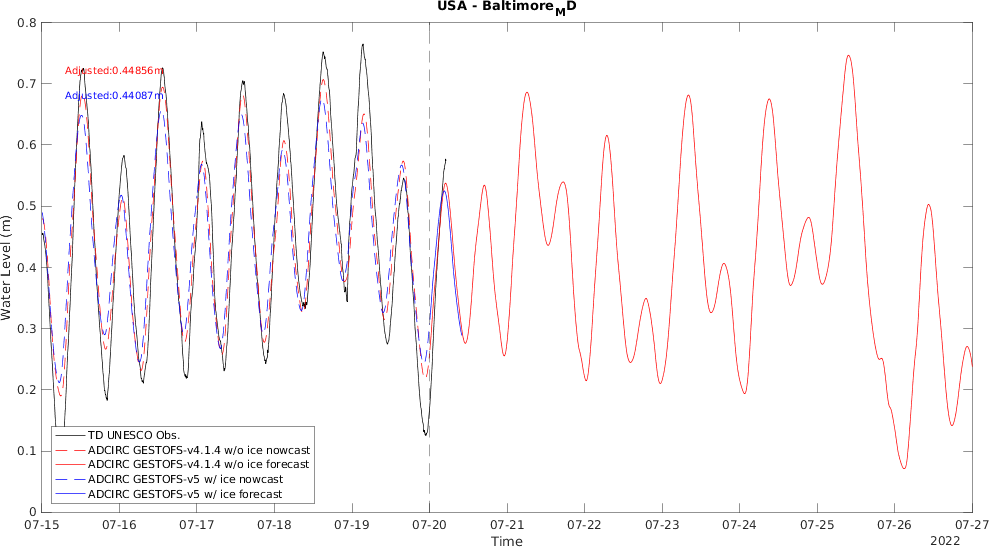 USA - Baltimore_MD
0.8
0.7
0.6
0.5
0.4
0.3
0.2
0.1
0
Water Level (m)
Adjusted:0.44856m
Adjusted:0.44087m
TD UNESCO Obs.
ADCIRC GESTOFS-v4.1.4 w/o ice nowcast
ADCIRC GESTOFS-v4.1.4 w/o ice forecast
ADCIRC GESTOFS-v5 w/ ice nowcast
ADCIRC GESTOFS-v5 w/ ice forecast
07-15 07-16 07-17 07-18 07-19 07-20 07-21 07-22 07-23 07-24 07-25 07-26 07-27
Time
2022